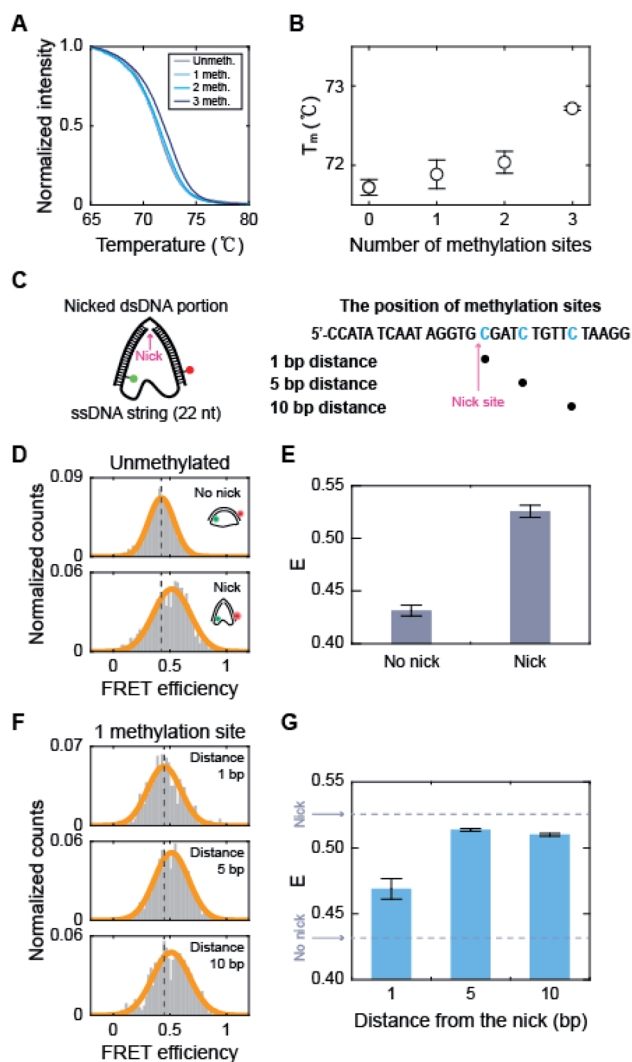 A
Normalized intensity
1.0
0.5
0
65
70
75
80
Temperature (℃)
Unmeth.
1 meth.
2 meth.
3 meth.
B
Tm (℃)
73
72
0
1
2
3
Number of methylation sites
C
Nicked dsDNA portion
Nick
ssDNA string (22 nt)
The position of methylation sites
5'-CCATA TCAAT AGGTG CGATC TGTTC TAAGG
1 bp distance
5 bp distance
10 bp distance
Nick site
D
Unmethylated
Normalized counts
0.09
No nick
0
0.06
Nick
0
0
0.5
1
FRET efficiency
E
E
0.55
0.50
0.45
0.40
No nick
Nick
F
1 methylation site
Normalized counts
0.07
Distance
1 bp
0
0.06
Distance
5 bp
0
0.06
Distance
10 bp
0
0
0.5
1
FRET efficiency
G
E
0.55
0.50
0.45
0.40
Nick
No nick
1
5
10
Distance from the nick (bp)